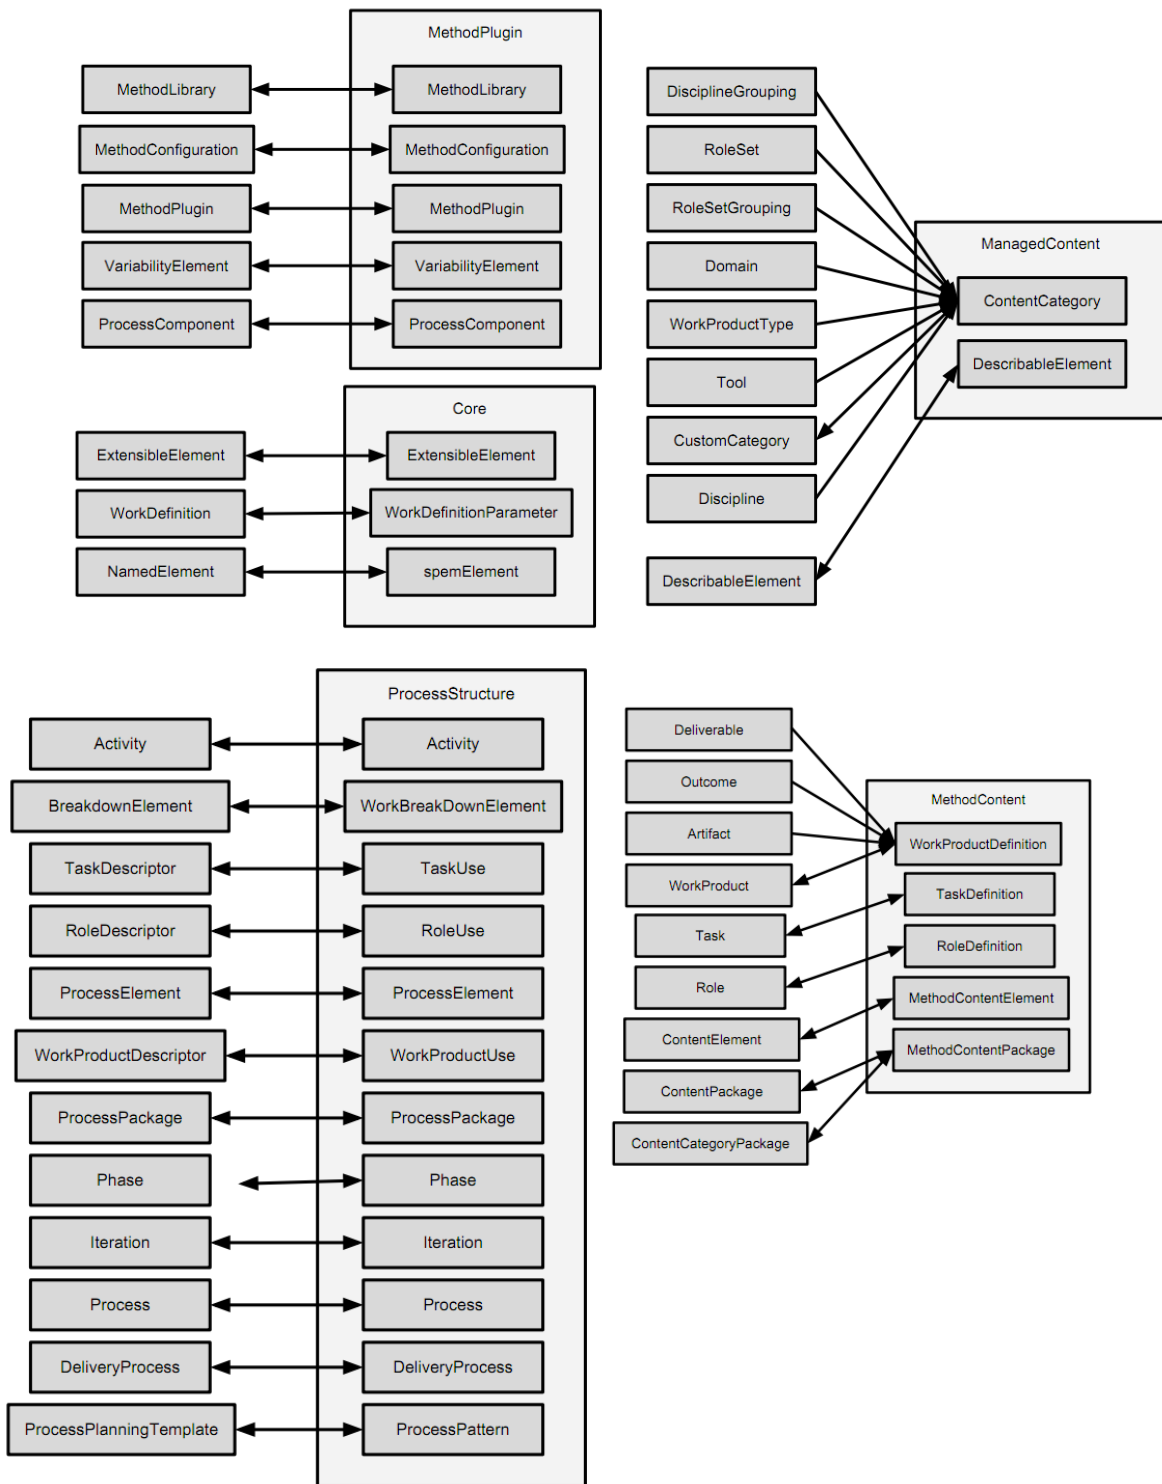 MethodPlugin
MethodLibrary
MethodLibrary
MethodConfiguration
MethodConfiguration
MethodPlugin
MethodPlugin
VariabilityElement
VariabilityElement
ProcessComponent
ProcessComponent
Core
ExtensibleElement
ExtensibleElement
WorkDefinition
WorkDefinitionParameter
NamedElement
spemElement
DisciplineGrouping
RoleSet
RoleSetGrouping
Domain
WorkProductType
Tool
CustomCategory
Discipline
DescribableElement
ManagedContent
ContentCategory
DescribableElement
ProcessStructure
Activity
Activity
BreakdownElement
WorkBreakDownElement
TaskDescriptor
TaskUse
RoleDescriptor
RoleUse
ProcessElement
ProcessElement
WorkProductDescriptor
WorkProductUse
ProcessPackage
ProcessPackage
Phase
Phase
Iteration
Iteration
Process
Process
DeliveryProcess
DeliveryProcess
ProcessPlanningTemplate
ProcessPattern
Deliverable
Outcome
Artifact
WorkProduct
Task
Role
ContentElement
ContentPackage
ContentCategoryPackage
MethodContent
WorkProductDefinition
TaskDefinition
RoleDefinition
MethodContentElement
MethodContentPackage